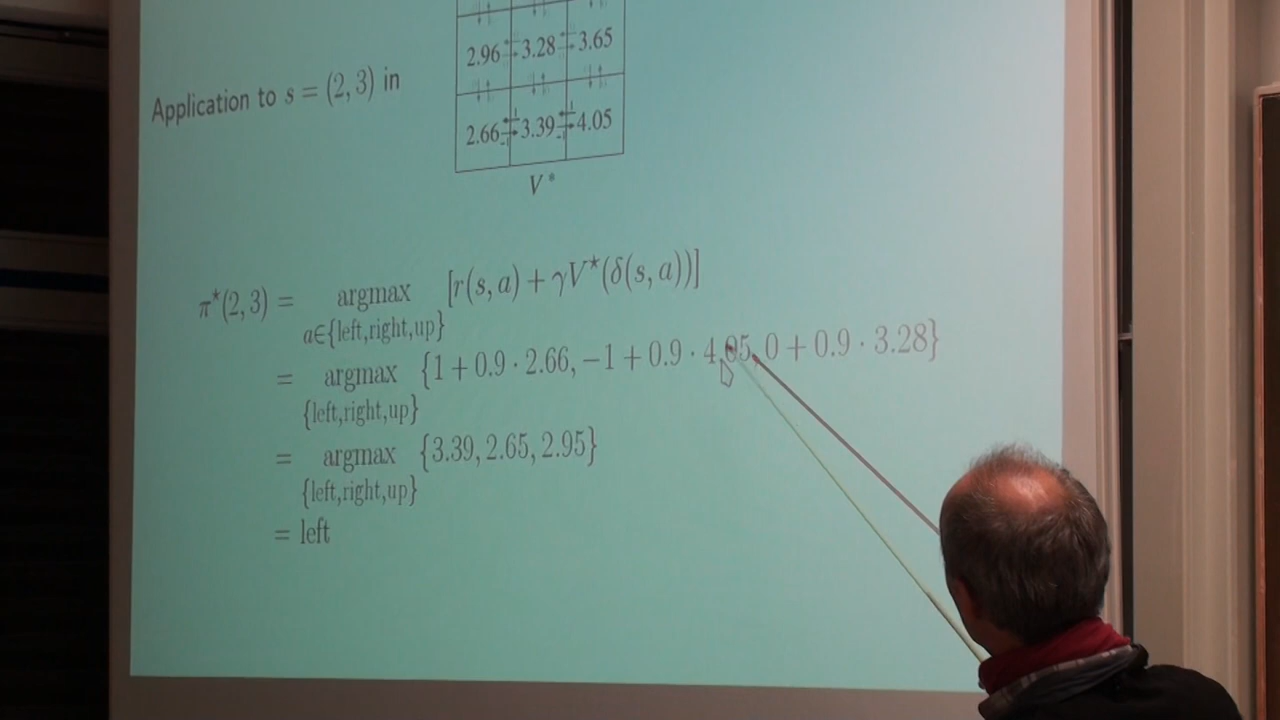 2.96 3.28 3.65
Application to s = (2, 3) in
2.66 3.39 4.05
V*
π*(2, 3) = argmax [r(s, a) + γV*(δ(s, a))]
a∈{left,right,up}
= argmax {1 + 0.9 · 2.66, −1 + 0.9 · 4.05, 0 + 0.9 · 3.28}
{left,right,up}
= argmax {3.39, 2.65, 2.95}
{left,right,up}
= left